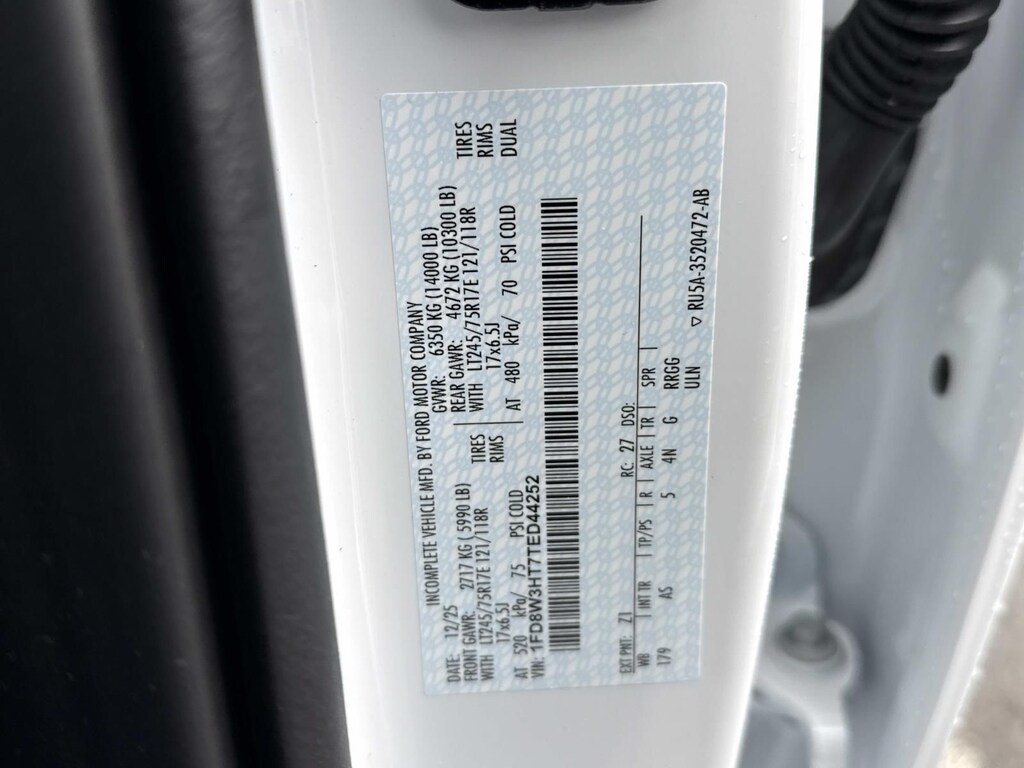 INCOMPLETE VEHICLE MFD. BY FORD MOTOR COMPANY
DATE: 12/25 GVWR: 6350 KG (14000 LB)
FRONT GAWR: 2717 KG (5990 LB) REAR GAWR: 4672 KG (10300 LB)
WITH LT245/75R17E 121/118R TIRES WITH LT245/75R17E 121/118R TIRES
17x6.5J RIMS 17x6.5J RIMS
AT 520 kPa/ 75 PSI COLD AT 480 kPa/ 70 PSI COLD DUAL
VIN: 1FD8W3HT7TED44252
EXT PNT: Z1 RC: 27 DSO:
WB | INT TR | TP/PS | R | AXLE | TR | SPR |
179 AS 5 4N G RRGG
ULN
▽ RU5A-3520472-AB